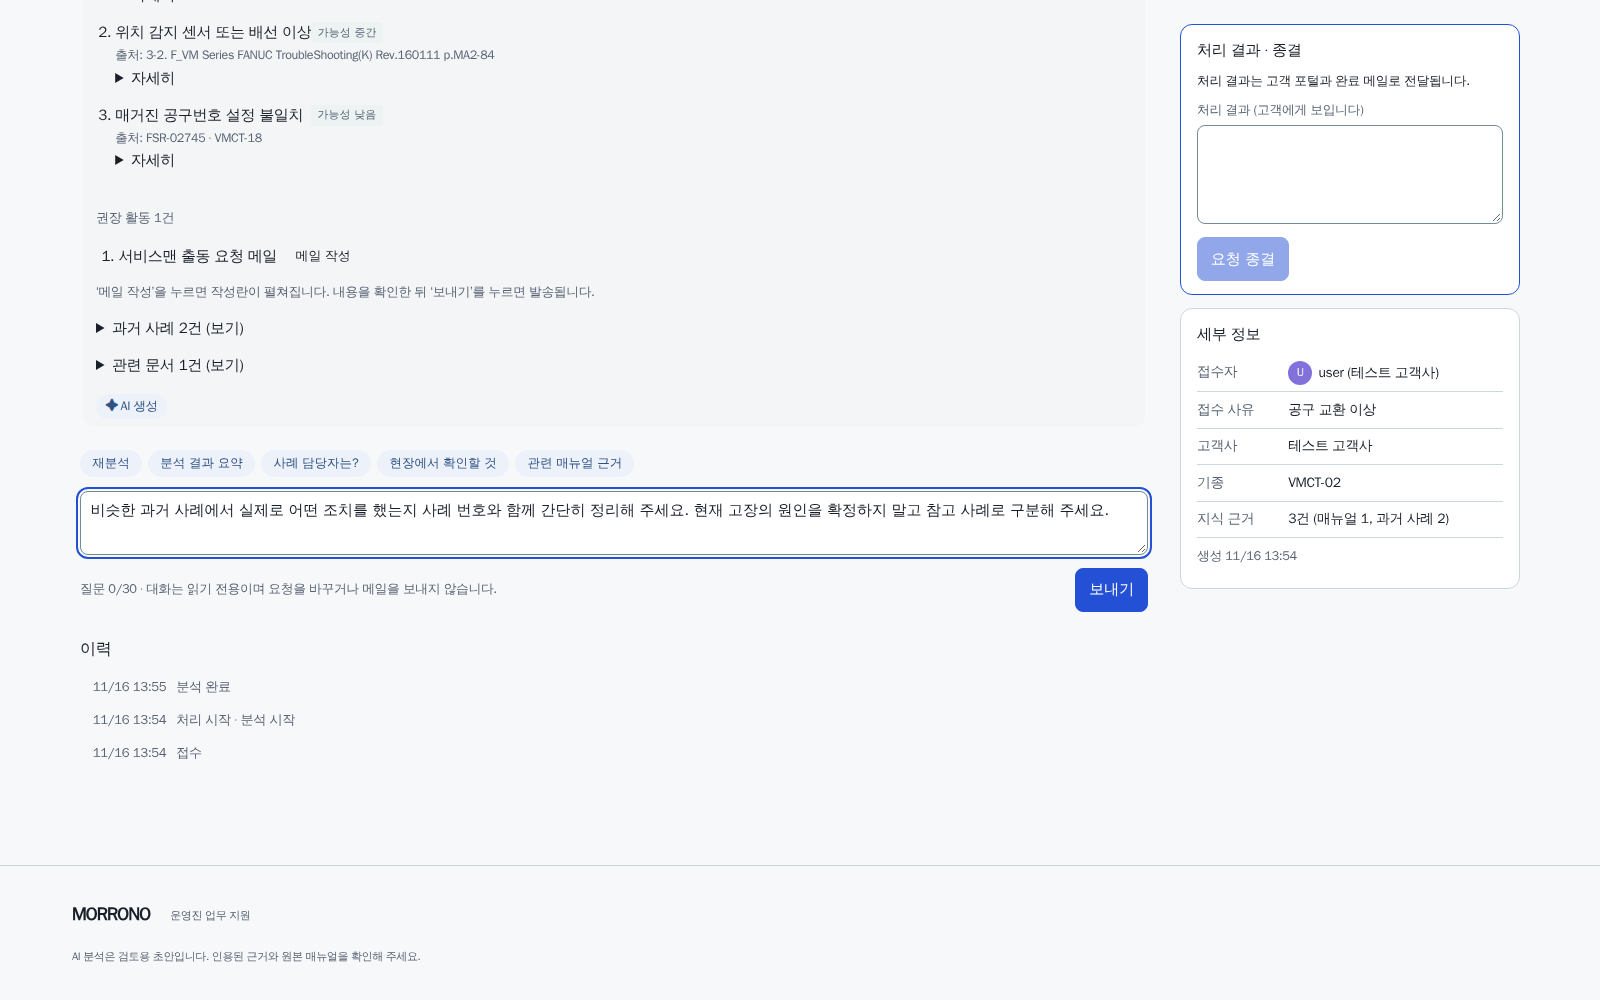 2. 위치 감지 센서 또는 배선 이상 가능성 중간
출처: 3-2. F_VM Series FANUC TroubleShooting(K) Rev.160111 p.MA2-84
▶ 자세히
3. 매거진 공구번호 설정 불일치 가능성 낮음
출처: FSR-02745 · VMCT-18
▶ 자세히
권장 활동 1건
1. 서비스맨 출동 요청 메일 메일 작성
‘메일 작성’을 누르면 작성란이 펼쳐집니다. 내용을 확인한 뒤 ‘보내기’를 누르면 발송됩니다.
▶ 과거 사례 2건 (보기)
▶ 관련 문서 1건 (보기)
AI 생성
재분석 분석 결과 요약 사례 담당자는? 현장에서 확인할 것 관련 매뉴얼 근거
비슷한 과거 사례에서 실제로 어떤 조치를 했는지 사례 번호와 함께 간단히 정리해 주세요. 현재 고장의 원인을 확정하지 말고 참고 사례로 구분해 주세요.
질문 0/30 · 대화는 읽기 전용이며 요청을 바꾸거나 메일을 보내지 않습니다.
보내기
이력
11/16 13:55 분석 완료
11/16 13:54 처리 시작 · 분석 시작
11/16 13:54 접수
처리 결과 · 종결
처리 결과는 고객 포털과 완료 메일로 전달됩니다.
처리 결과 (고객에게 보입니다)
요청 종결
세부 정보
접수자 U user (테스트 고객사)
접수 사유 공구 교환 이상
고객사 테스트 고객사
기종 VMCT-02
지식 근거 3건 (매뉴얼 1, 과거 사례 2)
생성 11/16 13:54
MORRONO 운영진 업무 지원
AI 분석은 검토용 초안입니다. 인용된 근거와 원본 매뉴얼을 확인해 주세요.